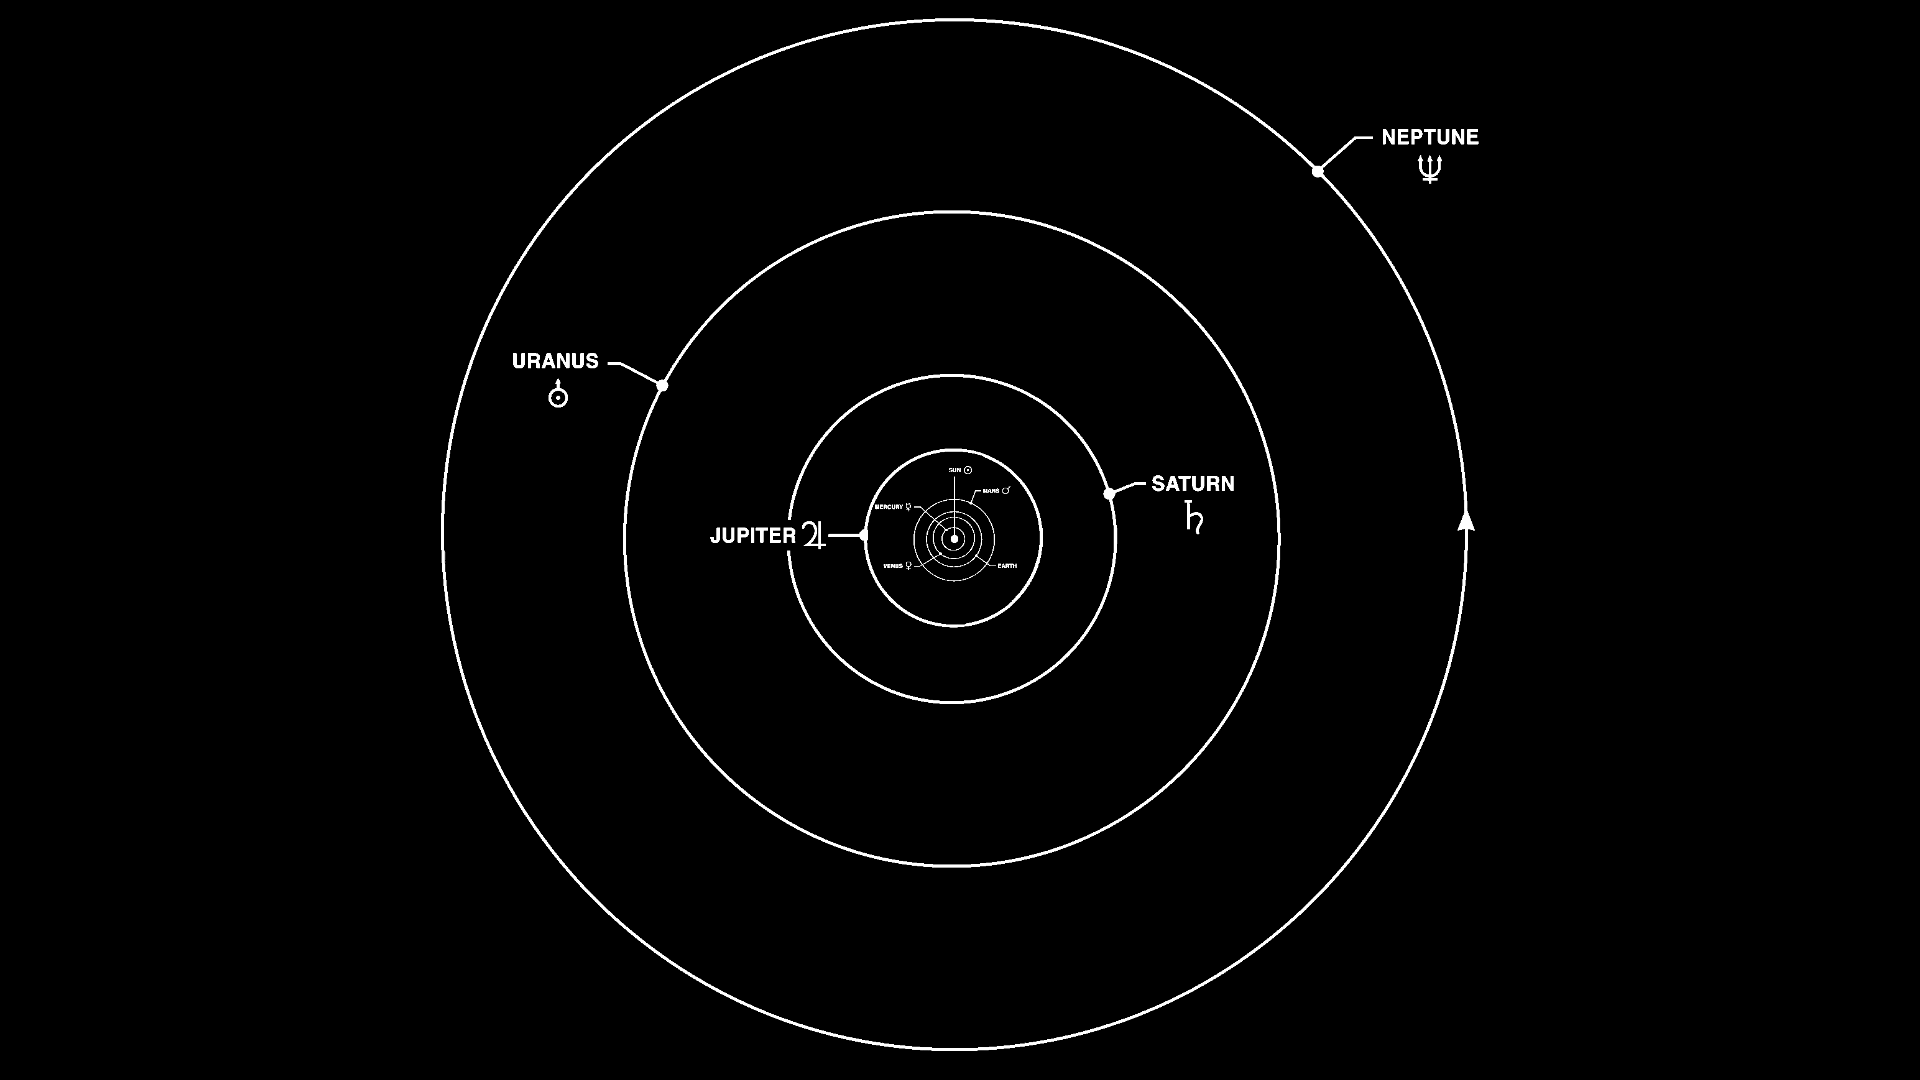 NEPTUNE
♆
URANUS
⛢
SUN ☉
MARS ♂
SATURN
♄
MERCURY ☿
JUPITER ♃
VENUS ♀
EARTH